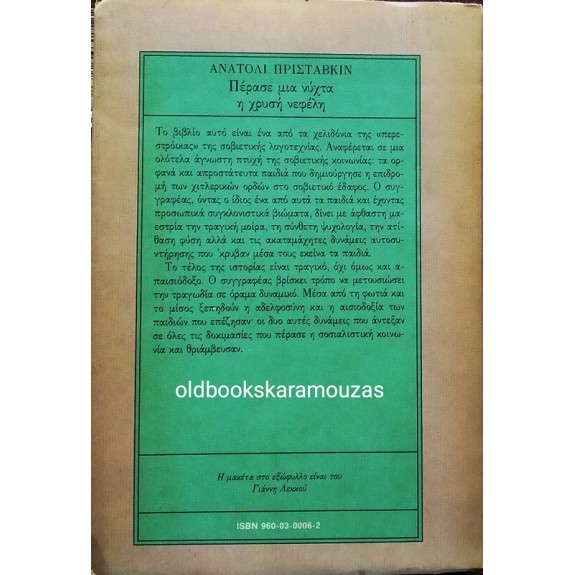 ΑΝΑΤΟΛΙ ΠΡΙΣΤΑΒΚΙΝ
Πέρασε μια νύχτα
η χρυσή νεφέλη
Το βιβλίο αυτό είναι ένα από τα χελιδόνια της «περε-
στρόικας» της σοβιετικής λογοτεχνίας. Αναφέρεται σε μια
ολότελα άγνωστη πτυχή της σοβιετικής κοινωνίας: τα ορ-
φανά και απροστάτευτα παιδιά που δημιούργησε η επιδρο-
μή των χιτλερικών ορδών στο σοβιετικό έδαφος. Ο συγ-
γραφέας, όντας ο ίδιος ένα από αυτά τα παιδιά και έχοντας
προσωπικά συγκλονιστικά βιώματα, δίνει με άφθαστη μα-
εστρία την τραγική μοίρα, τη σύνθετη ψυχολογία, την ατί-
θαση φύση αλλά και τις ακαταμάχητες δυνάμεις αυτοσυ-
ντήρησης που 'κρυβαν μέσα τους εκείνα τα παιδιά.
Το τέλος της ιστορίας είναι τραγικό, όχι όμως και α-
παισιόδοξο. Ο συγγραφέας βρίσκει τρόπο να μετουσιώσει
την τραγωδία σε όραμα δυναμικό. Μέσα από τη φωτιά και
το μίσος ξεπηδούν η αδελφοσύνη και η αισιοδοξία των
παιδιών που επέζησαν· οι δυο αυτές δυνάμεις που άντεξαν
σε όλες τις δοκιμασίες που πέρασε η σοσιαλιστική κοινω-
νία και θριάμβευσαν.
oldbookskaramouzas
Η μακέτα στο εξώφυλλο είναι του
Γιάννη Λεκκού
ISBN 960-03-0006-2